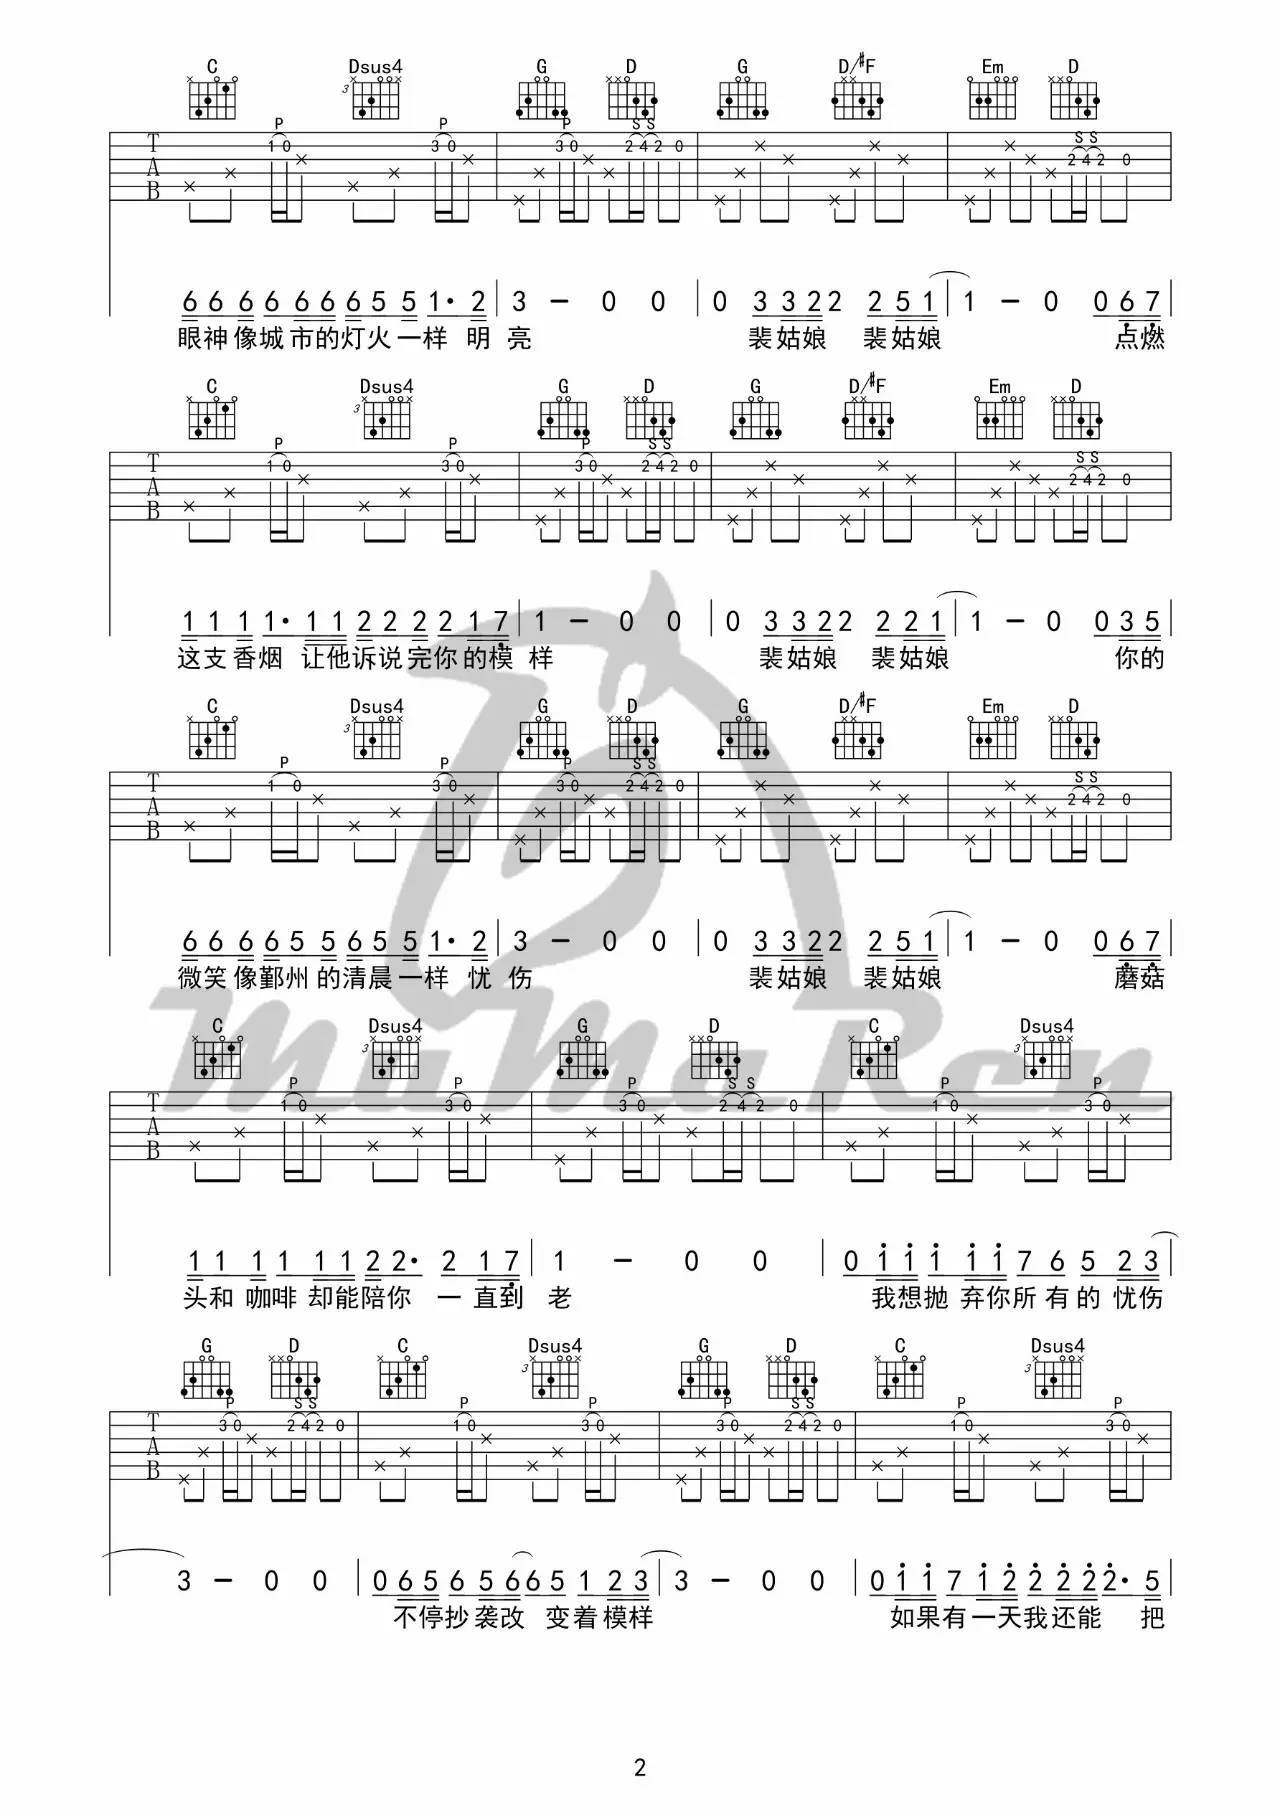 C Dsus4 G D G D/#F Em D
3
P P P S S S S
T A B 1 0 3 0 3 0 2 4 2 0 2 4 2 0
6 6 6 6 6 6 6 5 5 1· 2 | 3 – 0 0 | 0 3 3 2 2 2 5 1 | 1 – 0 0 6 7
眼神像城市的灯火一样 明 亮 裴姑娘 裴姑娘 点燃
C Dsus4 G D G D/#F Em D
3
P P P S S S S
T A B 1 0 3 0 3 0 2 4 2 0 2 4 2 0
1 1 1 1· 1 1 2 2 2 2 1 7 | 1 – 0 0 | 0 3 3 2 2 2 2 1 | 1 – 0 0 3 5
这支香烟 让他诉说完你的模 样 裴姑娘 裴姑娘 你的
C Dsus4 G D G D/#F Em D
3
P P P S S S S
T A B 1 0 3 0 3 0 2 4 2 0 2 4 2 0
6 6 6 6 5 5 6 5 5 1· 2 | 3 – 0 0 | 0 3 3 2 2 2 5 1 | 1 – 0 0 6 7
微笑像鄞州的清晨一样 忧 伤 裴姑娘 裴姑娘 蘑菇
C Dsus4 G D C Dsus4
3 3
P P P S S P P
T A B 1 0 3 0 3 0 2 4 2 0 1 0 3 0
1 1 1 1 1 1 2 2· 2 1 7 | 1 – 0 0 | 0 1 1 1 1 7 6 5 2 3
头和 咖啡 却能陪你 一直到 老 我想抛 弃你所有的 忧伤
G D C Dsus4 G D C Dsus4
3 3
P S S P P P S S P P
T A B 3 0 2 4 2 0 1 0 3 0 3 0 2 4 2 0 1 0 3 0
3 – 0 0 | 0 6 5 6 5 6 6 5 1 2 3 | 3 – 0 0 | 0 1 1 7 1 2 2 2 2 2· 5
不停抄袭改 变着模样 如果有一天我还能 把
MuMaRen
2